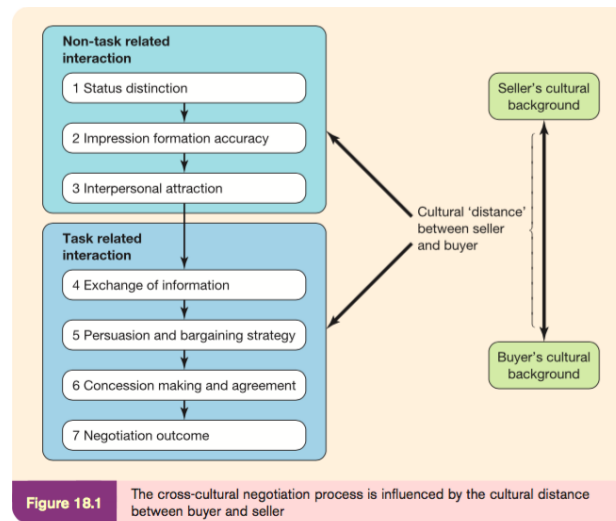 Non-task related
interaction
1 Status distinction
2 Impression formation accuracy
3 Interpersonal attraction
Task related
interaction
4 Exchange of information
5 Persuasion and bargaining strategy
6 Concession making and agreement
7 Negotiation outcome
Cultural ‘distance’
between seller
and buyer
Seller’s cultural
background
Buyer’s cultural
background
Figure 18.1
The cross-cultural negotiation process is influenced by the cultural distance
between buyer and seller